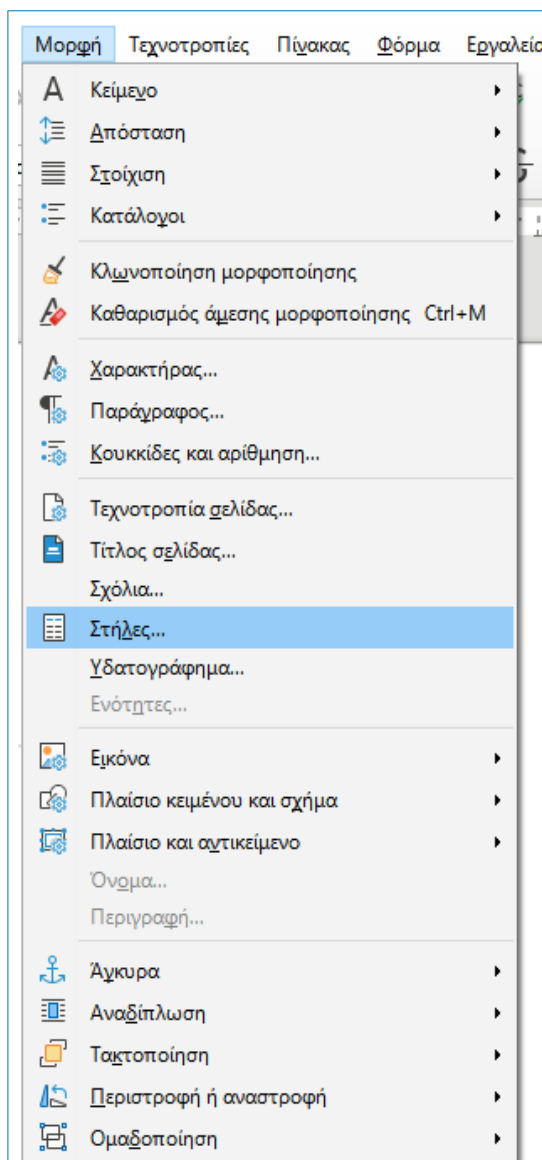 Μορφή Τεχνοτροπίες Πίνακας Φόρμα Εργαλεία
Κείμενο
Απόσταση
Στοίχιση
Κατάλογοι
Κλωνοποίηση μορφοποίησης
Καθαρισμός άμεσης μορφοποίησης Ctrl+M
Χαρακτήρας...
Παράγραφος...
Κουκκίδες και αρίθμηση...
Τεχνοτροπία σελίδας...
Τίτλος σελίδας...
Σχόλια...
Στήλες...
Υδατογράφημα...
Ενότητες...
Εικόνα
Πλαίσιο κειμένου και σχήμα
Πλαίσιο και αντικείμενο
Όνομα...
Περιγραφή...
Άγκυρα
Αναδίπλωση
Τακτοποίηση
Περιστροφή ή αναστροφή
Ομαδοποίηση